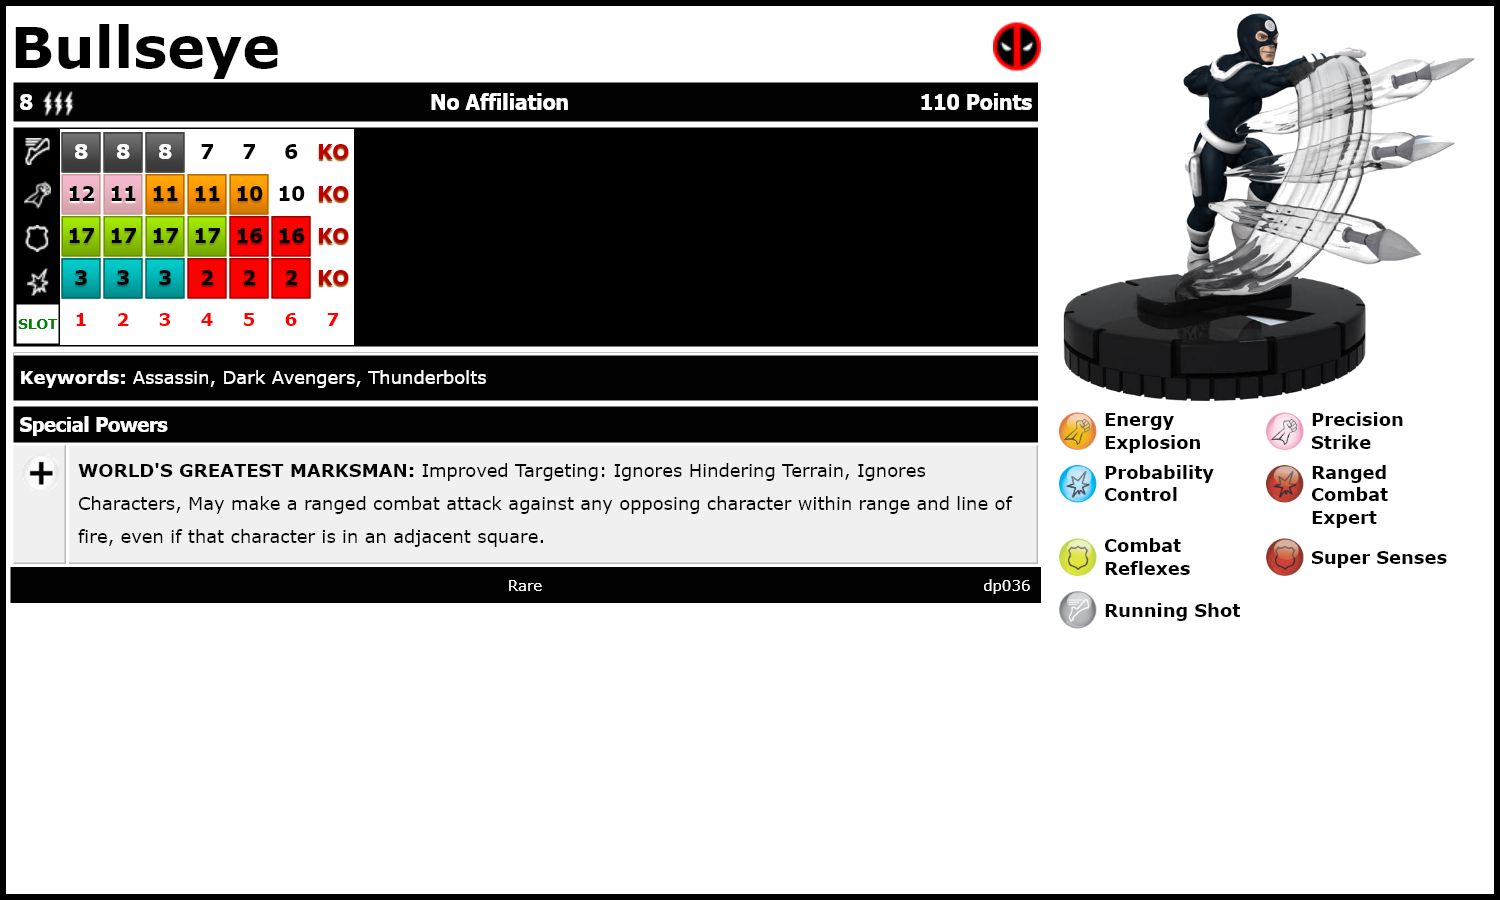 Bullseye
8 No Affiliation 110 Points
8 8 8 7 7 6 KO
12 11 11 11 10 10 KO
17 17 17 17 16 16 KO
3 3 3 2 2 2 KO
SLOT 1 2 3 4 5 6 7
Keywords: Assassin, Dark Avengers, Thunderbolts
Special Powers
WORLD'S GREATEST MARKSMAN: Improved Targeting: Ignores Hindering Terrain, Ignores
Characters, May make a ranged combat attack against any opposing character within range and line of
fire, even if that character is in an adjacent square.
Rare dp036
Energy
Explosion
Precision
Strike
Probability
Control
Ranged
Combat
Expert
Combat
Reflexes
Super Senses
Running Shot